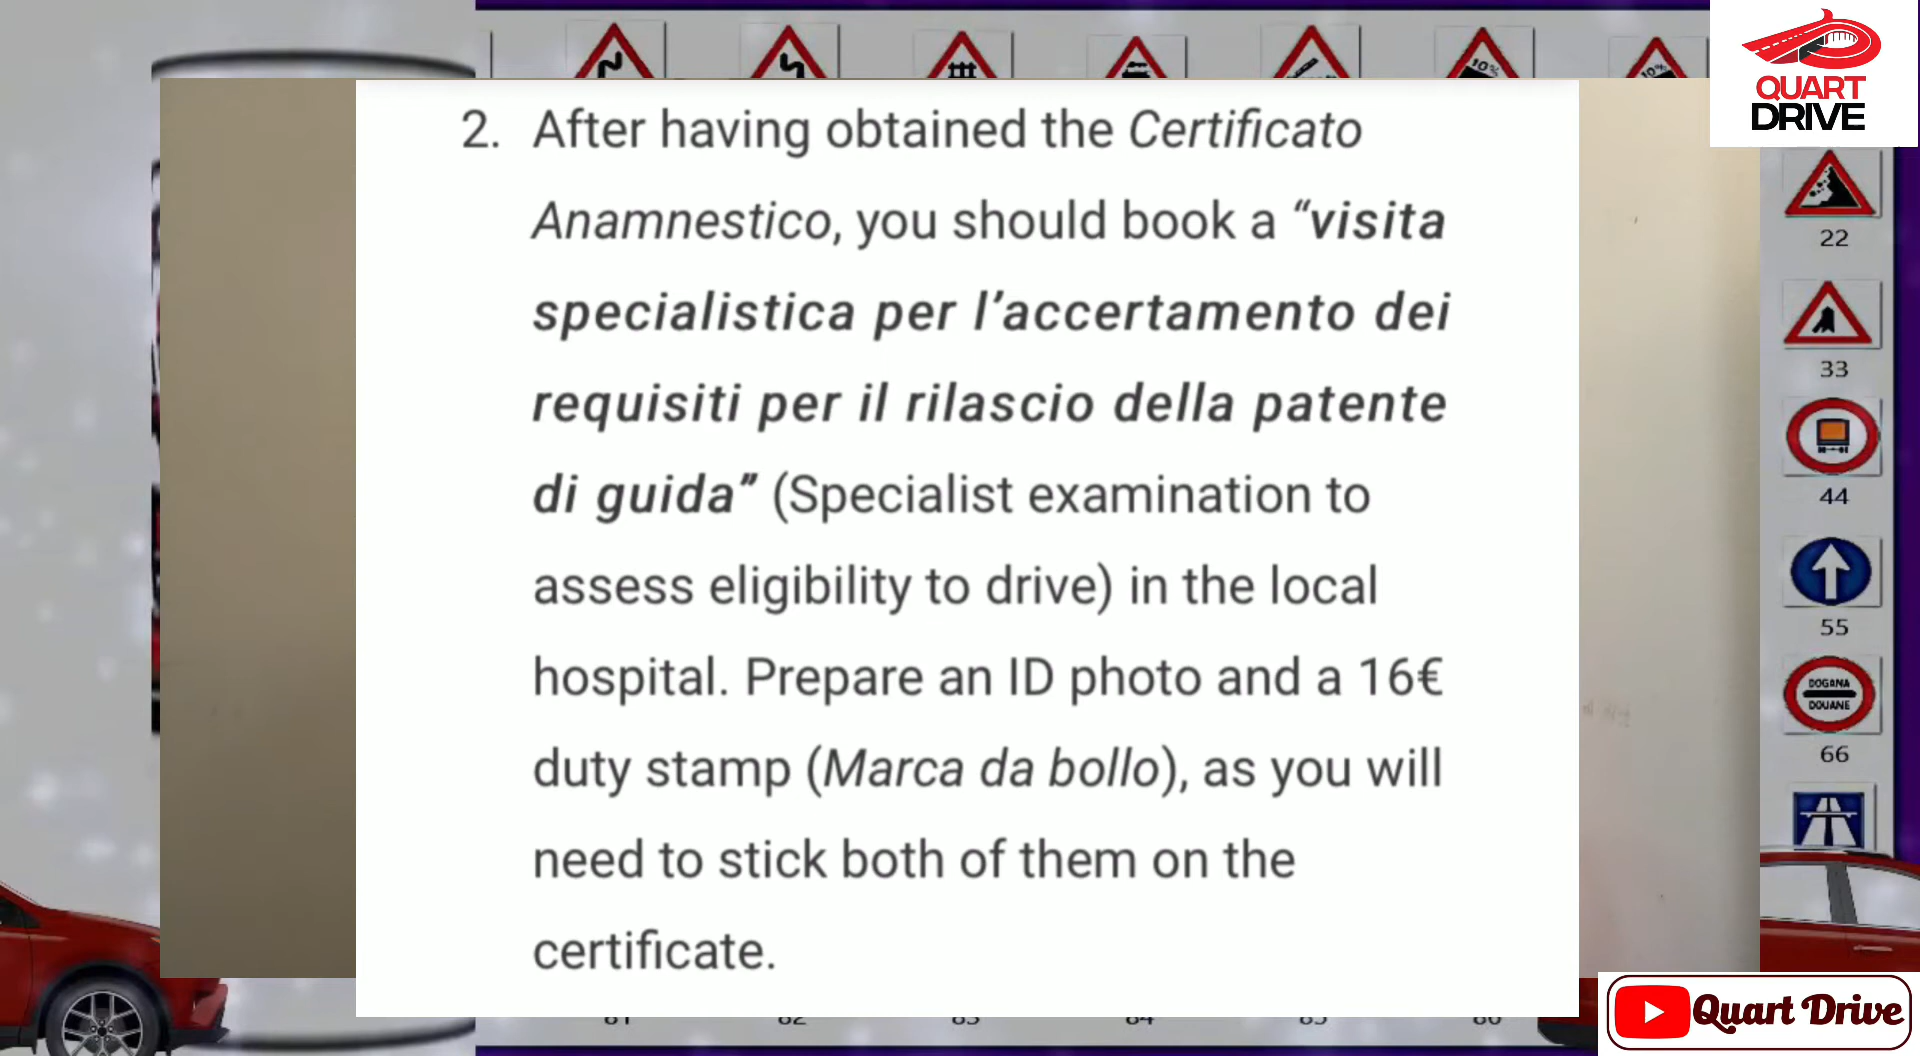 10%
10%
QUART
DRIVE
2. After having obtained the Certificato
Anamnestico, you should book a “visita
specialistica per l’accertamento dei
requisiti per il rilascio della patente
di guida” (Specialist examination to
assess eligibility to drive) in the local
hospital. Prepare an ID photo and a 16€
duty stamp (Marca da bollo), as you will
need to stick both of them on the
certificate.
22
33
44
55
DOGANA
DOUANE
66
Quart Drive